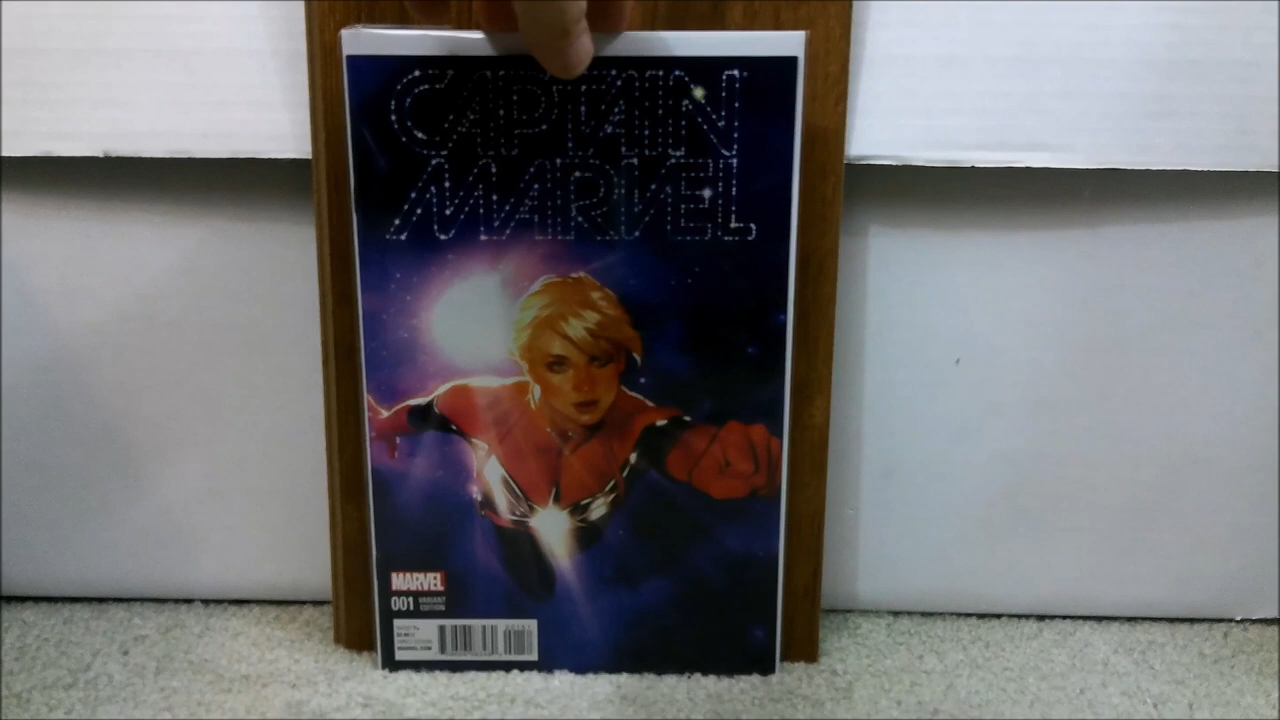 CAPTAIN
MARVEL
MARVEL
001 VARIANT
EDITION
MARVEL.COM